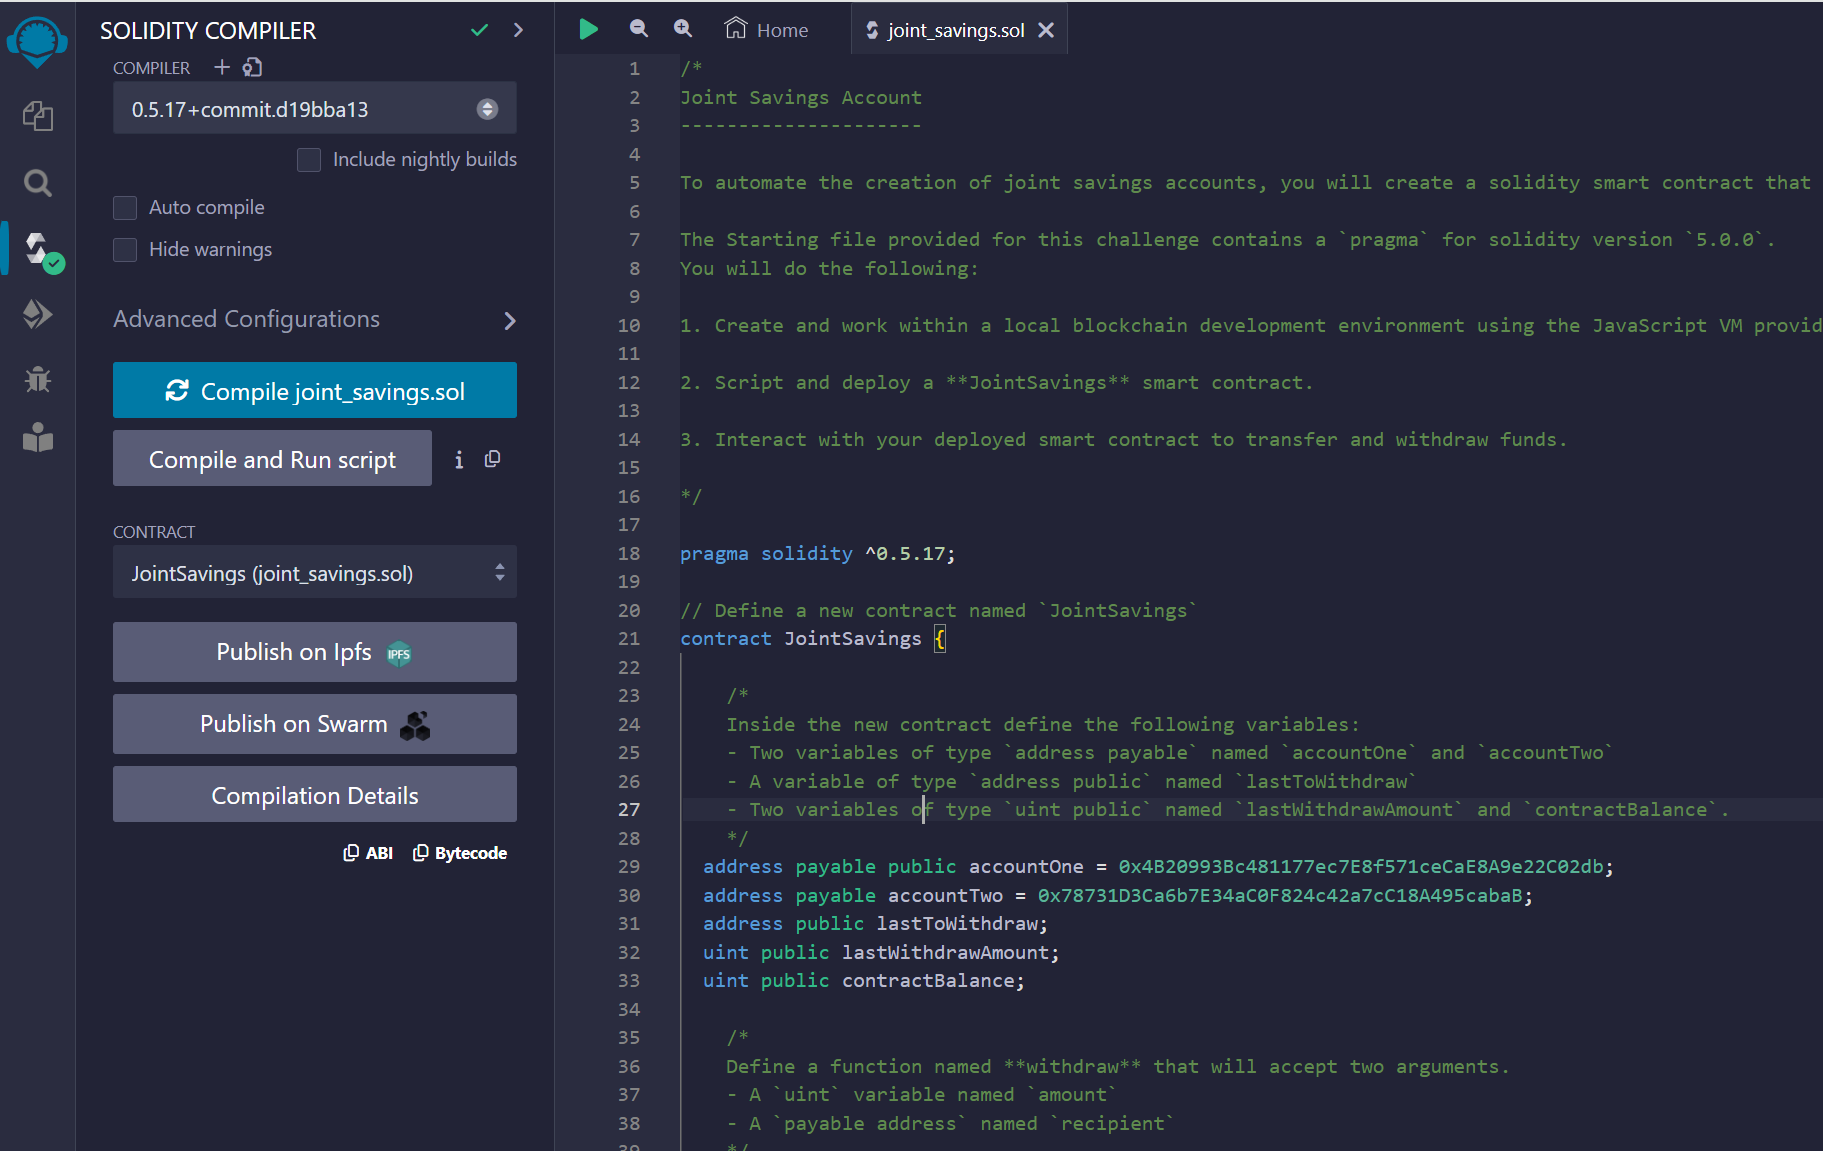 SOLIDITY COMPILER
COMPILER
0.5.17+commit.d19bba13
Include nightly builds
Auto compile
Hide warnings
Advanced Configurations
Compile joint_savings.sol
Compile and Run script
i
CONTRACT
JointSavings (joint_savings.sol)
Publish on Ipfs
IPFS
Publish on Swarm
Compilation Details
ABI
Bytecode
Home
joint_savings.sol
1 /*
2 Joint Savings Account
3 ---------------------
4
5 To automate the creation of joint savings accounts, you will create a solidity smart contract that
6
7 The Starting file provided for this challenge contains a `pragma` for solidity version `5.0.0`.
8 You will do the following:
9
10 1. Create and work within a local blockchain development environment using the JavaScript VM provid
11
12 2. Script and deploy a **JointSavings** smart contract.
13
14 3. Interact with your deployed smart contract to transfer and withdraw funds.
15
16 */
17
18 pragma solidity ^0.5.17;
19
20 // Define a new contract named `JointSavings`
21 contract JointSavings {
22
23 /*
24 Inside the new contract define the following variables:
25 - Two variables of type `address payable` named `accountOne` and `accountTwo`
26 - A variable of type `address public` named `lastToWithdraw`
27 - Two variables of type `uint public` named `lastWithdrawAmount` and `contractBalance`.
28 */
29 address payable public accountOne = 0x4B20993Bc481177ec7E8f571ceCaE8A9e22C02db;
30 address payable accountTwo = 0x78731D3Ca6b7E34aC0F824c42a7cC18A495cabaB;
31 address public lastToWithdraw;
32 uint public lastWithdrawAmount;
33 uint public contractBalance;
34
35 /*
36 Define a function named **withdraw** that will accept two arguments.
37 - A `uint` variable named `amount`
38 - A `payable address` named `recipient`
39 */